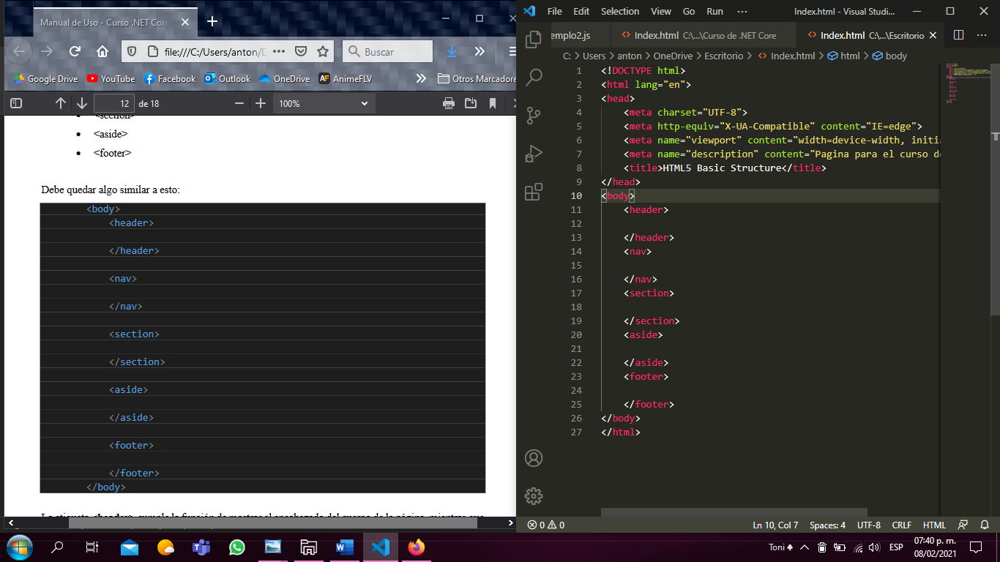 Manual de Uso - Curso .NET Core
file:///C:/Users/anton/
Buscar
Google Drive YouTube Facebook Outlook OneDrive AnimeFLV Otros Marcadore
12 de 18 100%
<section>
<aside>
<footer>
Debe quedar algo similar a esto:
<body>
<header>
</header>
<nav>
</nav>
<section>
</section>
<aside>
</aside>
<footer>
</footer>
</body>
File Edit Selection View Go Run ··· Index.html - Visual Studi...
emplo2.js Index.html C:\...\Curso de .NET Core Index.html C:\...\Escritorio
C: > Users > anton > OneDrive > Escritorio > Index.html > html > body
1 <!DOCTYPE html>
2 <html lang="en">
3 <head>
4 <meta charset="UTF-8">
5 <meta http-equiv="X-UA-Compatible" content="IE=edge">
6 <meta name="viewport" content="width=device-width, initia
7 <meta name="description" content="Pagina para el curso de
8 <title>HTML5 Basic Structure</title>
9 </head>
10 <body>
11 <header>
12
13 </header>
14 <nav>
15
16 </nav>
17 <section>
18
19 </section>
20 <aside>
21
22 </aside>
23 <footer>
24
25 </footer>
26 </body>
27 </html>
0 0 Ln 10, Col 7 Spaces: 4 UTF-8 CRLF HTML
Toni ESP 07:40 p. m.
08/02/2021